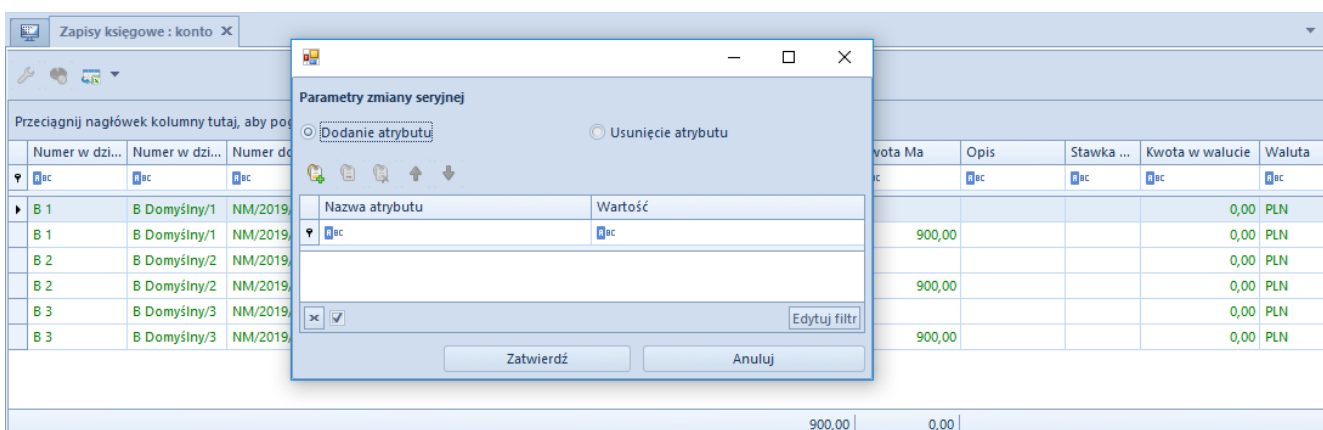 Zapisy księgowe : konto
Parametry zmiany seryjnej
Przeciągnij nagłówek kolumny tutaj, aby pog
Dodanie atrybutu Usunięcie atrybutu
Numer w dzi... Numer w dzi... Numer do wota Ma Opis Stawka ... Kwota w walucie Waluta
Nazwa atrybutu Wartość
B 1 B Domyślny/1 NM/2019/ 0,00 PLN
B 1 B Domyślny/1 NM/2019/ 900,00 0,00 PLN
B 2 B Domyślny/2 NM/2019/ 0,00 PLN
B 2 B Domyślny/2 NM/2019/ 900,00 0,00 PLN
B 3 B Domyślny/3 NM/2019/ 0,00 PLN
B 3 B Domyślny/3 NM/2019/ 900,00 0,00 PLN
Edytuj filtr
Zatwierdź Anuluj
900,00 0,00